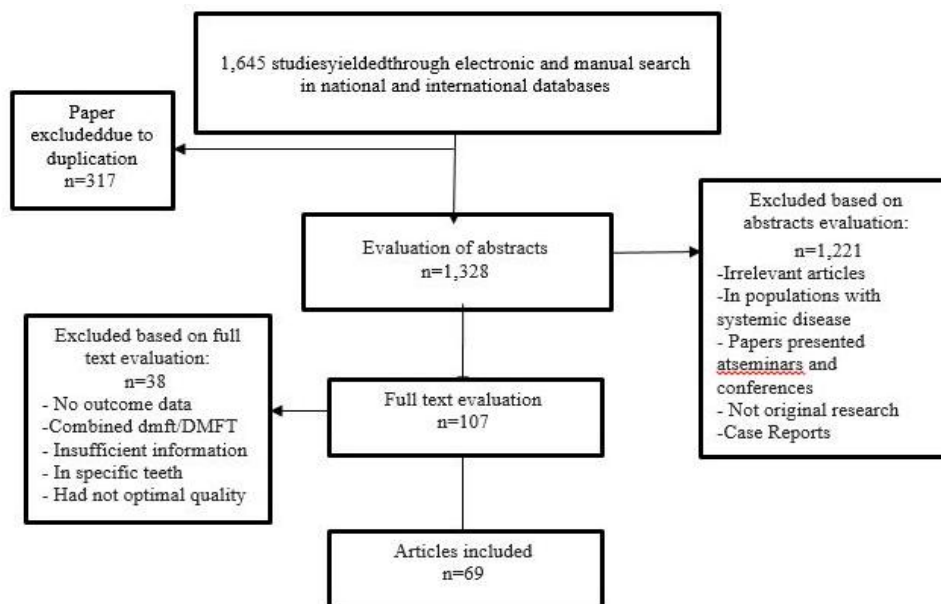 1,645 studiesyieldedthrough electronic and manual search
in national and international databases
Paper
excludeddue to
duplication
n=317
Evaluation of abstracts
n=1,328
Excluded based on
abstracts evaluation:
n=1,221
-Irrelevant articles
-In populations with
systemic disease
- Papers presented
atseminars and
conferences
- Not original research
-Case Reports
Excluded based on full
text evaluation:
n=38
- No outcome data
-Combined dmft/DMFT
- Insufficient information
- In specific teeth
- Had not optimal quality
Full text evaluation
n=107
Articles included
n=69